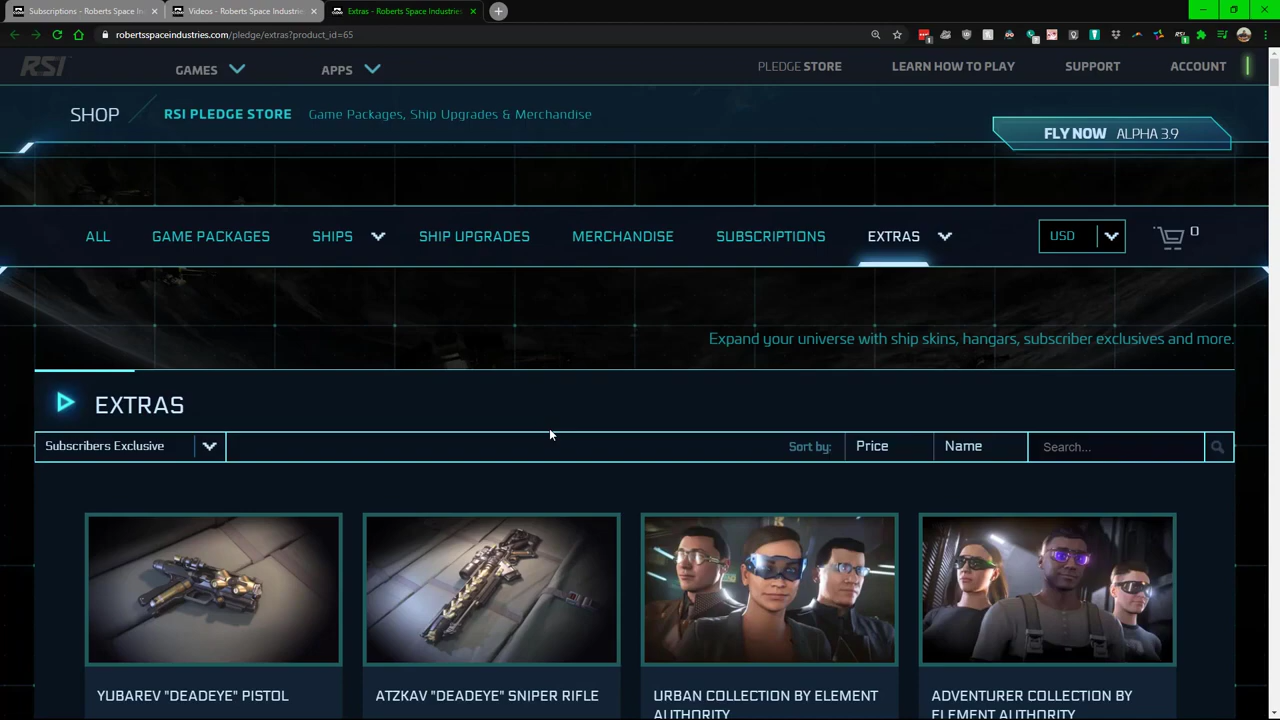 Subscriptions - Roberts Space In
Videos - Roberts Space Industrie
Extras - Roberts Space Industrie
robertsspaceindustries.com/pledge/extras?product_id=65
RSI
GAMES
APPS
PLEDGE STORE
LEARN HOW TO PLAY
SUPPORT
ACCOUNT
SHOP
RSI PLEDGE STORE
Game Packages, Ship Upgrades & Merchandise
FLY NOW ALPHA 3.9
ALL
GAME PACKAGES
SHIPS
SHIP UPGRADES
MERCHANDISE
SUBSCRIPTIONS
EXTRAS
USD
0
Expand your universe with ship skins, hangars, subscriber exclusives and more.
EXTRAS
Subscribers Exclusive
Sort by:
Price
Name
Search...
YUBAREV "DEADEYE" PISTOL
ATZKAV "DEADEYE" SNIPER RIFLE
URBAN COLLECTION BY ELEMENT
AUTHORITY
ADVENTURER COLLECTION BY
ELEMENT AUTHORITY